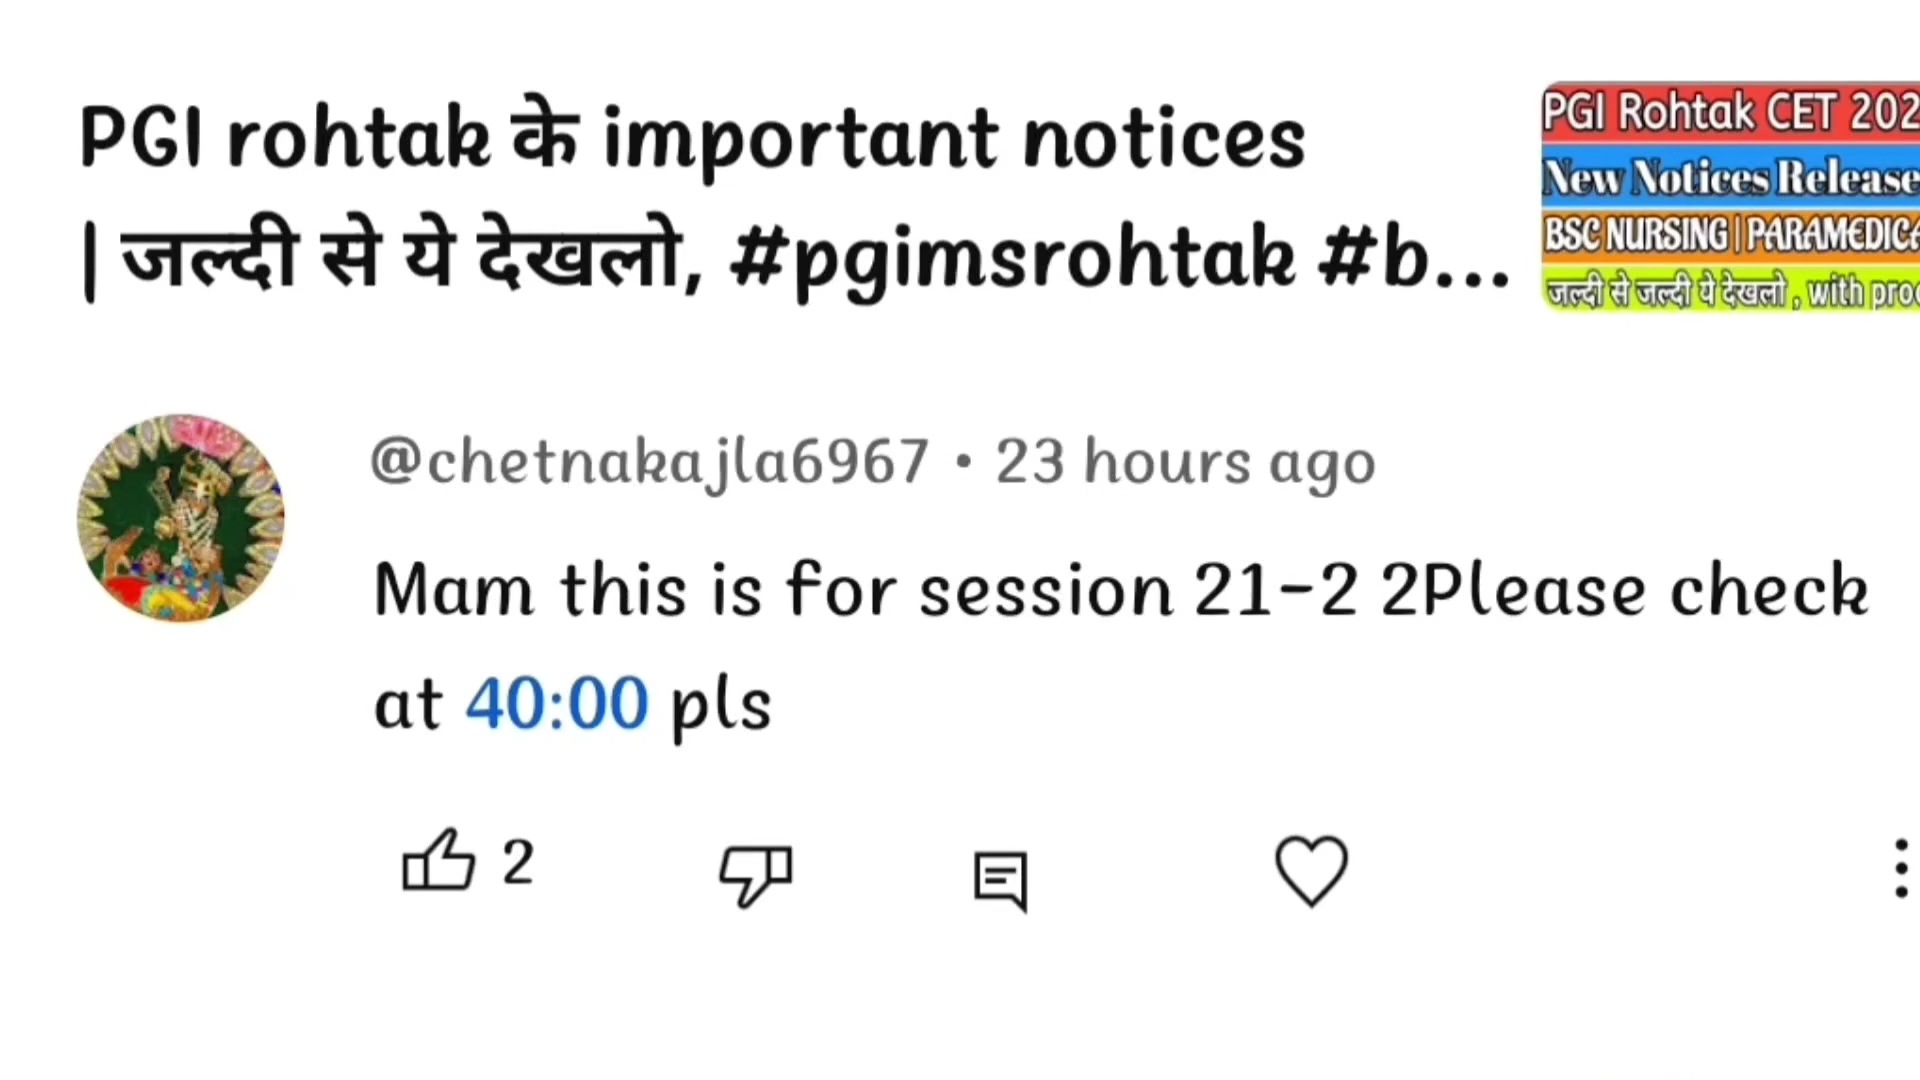 PGI rohtak के important notices
| जल्दी से ये देखलो, #pgimsrohtak #b...
PGI Rohtak CET 202
New Notices Release
BSC NURSING | PARAMEDICA
जल्दी से जल्दी ये देखलो , with proo
@chetnakajla6967 • 23 hours ago
Mam this is for session 21-2 2Please check
at 40:00 pls
2